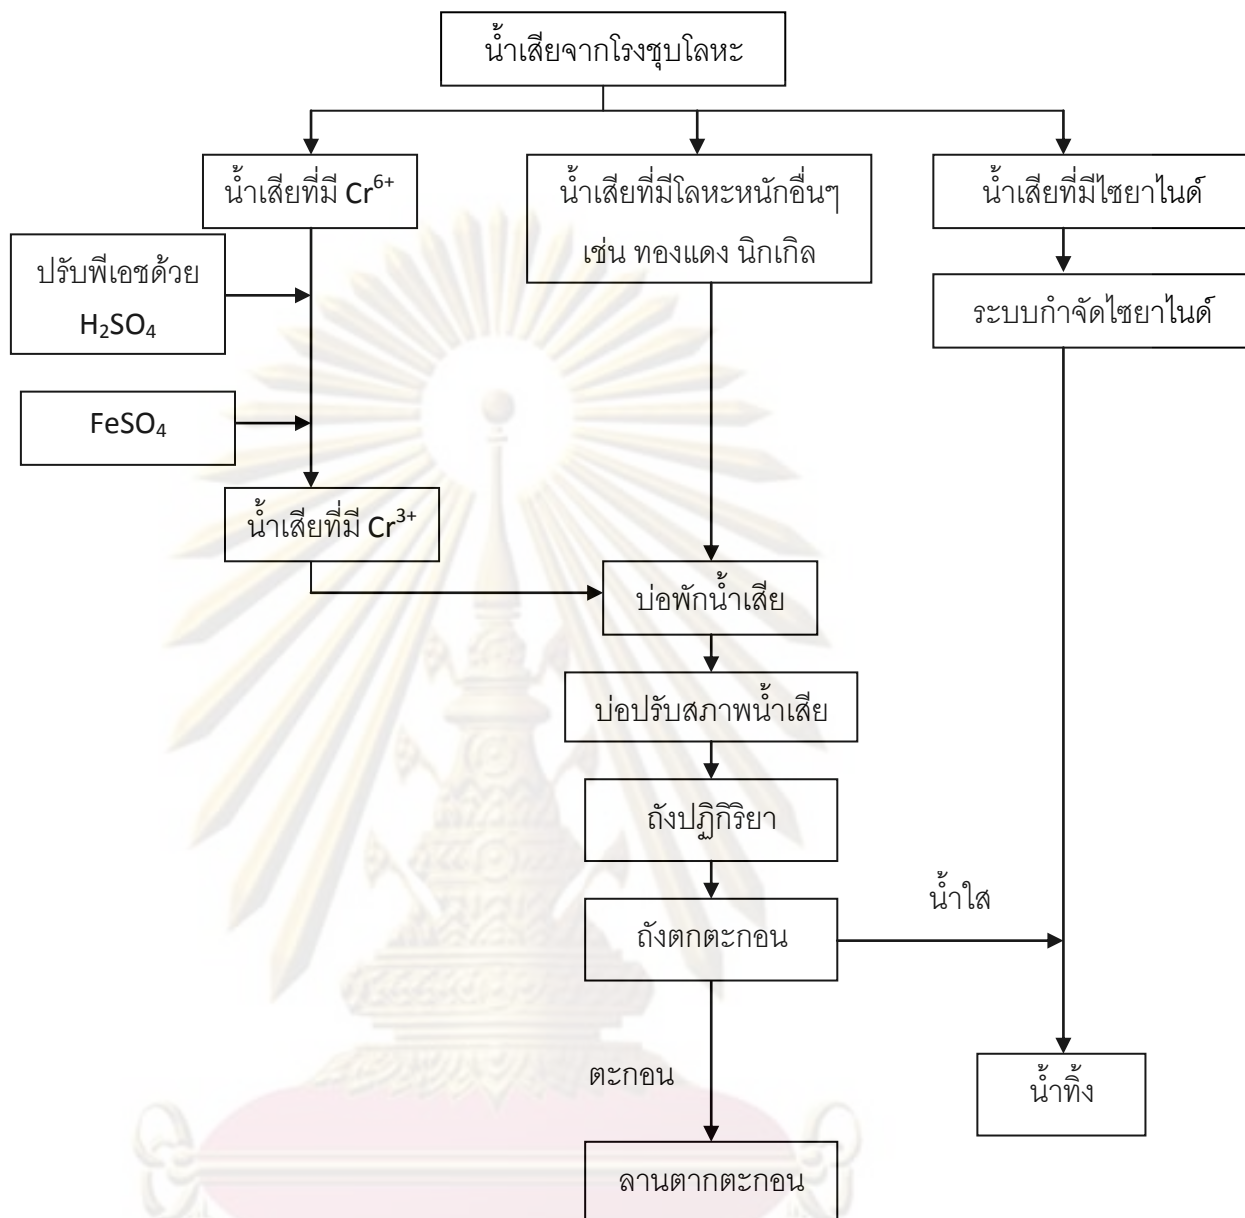 น้ำเสียจากโรงชุบโลหะ
น้ำเสียที่มี Cr⁶⁺
น้ำเสียที่มีโลหะหนักอื่นๆ
เช่น ทองแดง นิกเกิล
น้ำเสียที่มีไซยาไนด์
ปรับพีเอชด้วย
H₂SO₄
ระบบกำจัดไซยาไนด์
FeSO₄
น้ำเสียที่มี Cr³⁺
บ่อพักน้ำเสีย
บ่อปรับสภาพน้ำเสีย
ถังปฏิกิริยา
ถังตกตะกอน
น้ำใส
ตะกอน
น้ำทิ้ง
ลานตากตะกอน